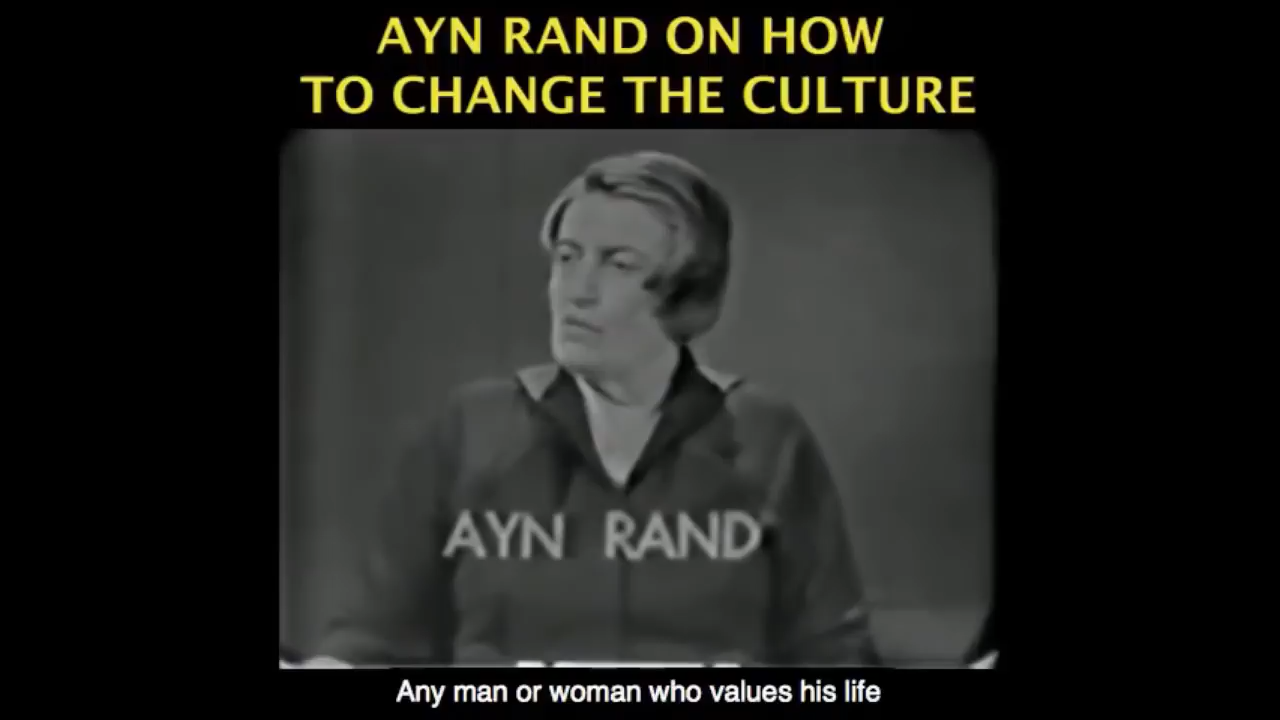 AYN RAND ON HOW
TO CHANGE THE CULTURE
AYN RAND
Any man or woman who values his life